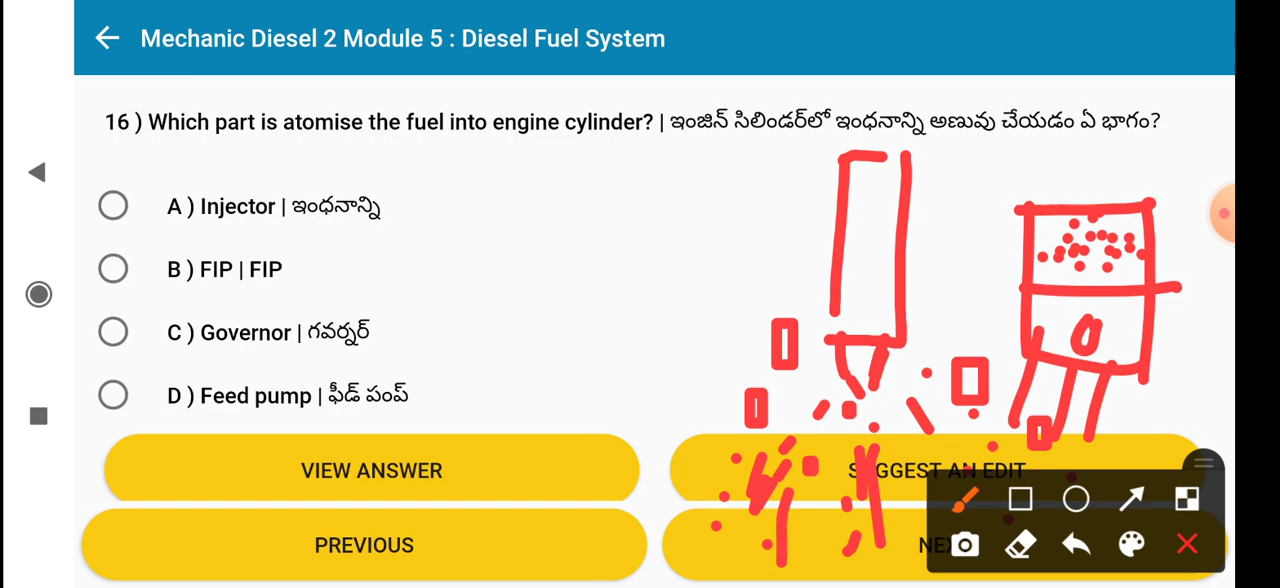 Mechanic Diesel 2 Module 5 : Diesel Fuel System
16 ) Which part is atomise the fuel into engine cylinder? | ఇంజిన్ సిలిండర్‌లో ఇంధనాన్ని అణువు చేయడం ఏ భాగం?
A ) Injector | ఇంధనాన్ని
B ) FIP | FIP
C ) Governor | గవర్నర్
D ) Feed pump | ఫీడ్ పంప్
VIEW ANSWER
SUGGEST AN EDIT
PREVIOUS